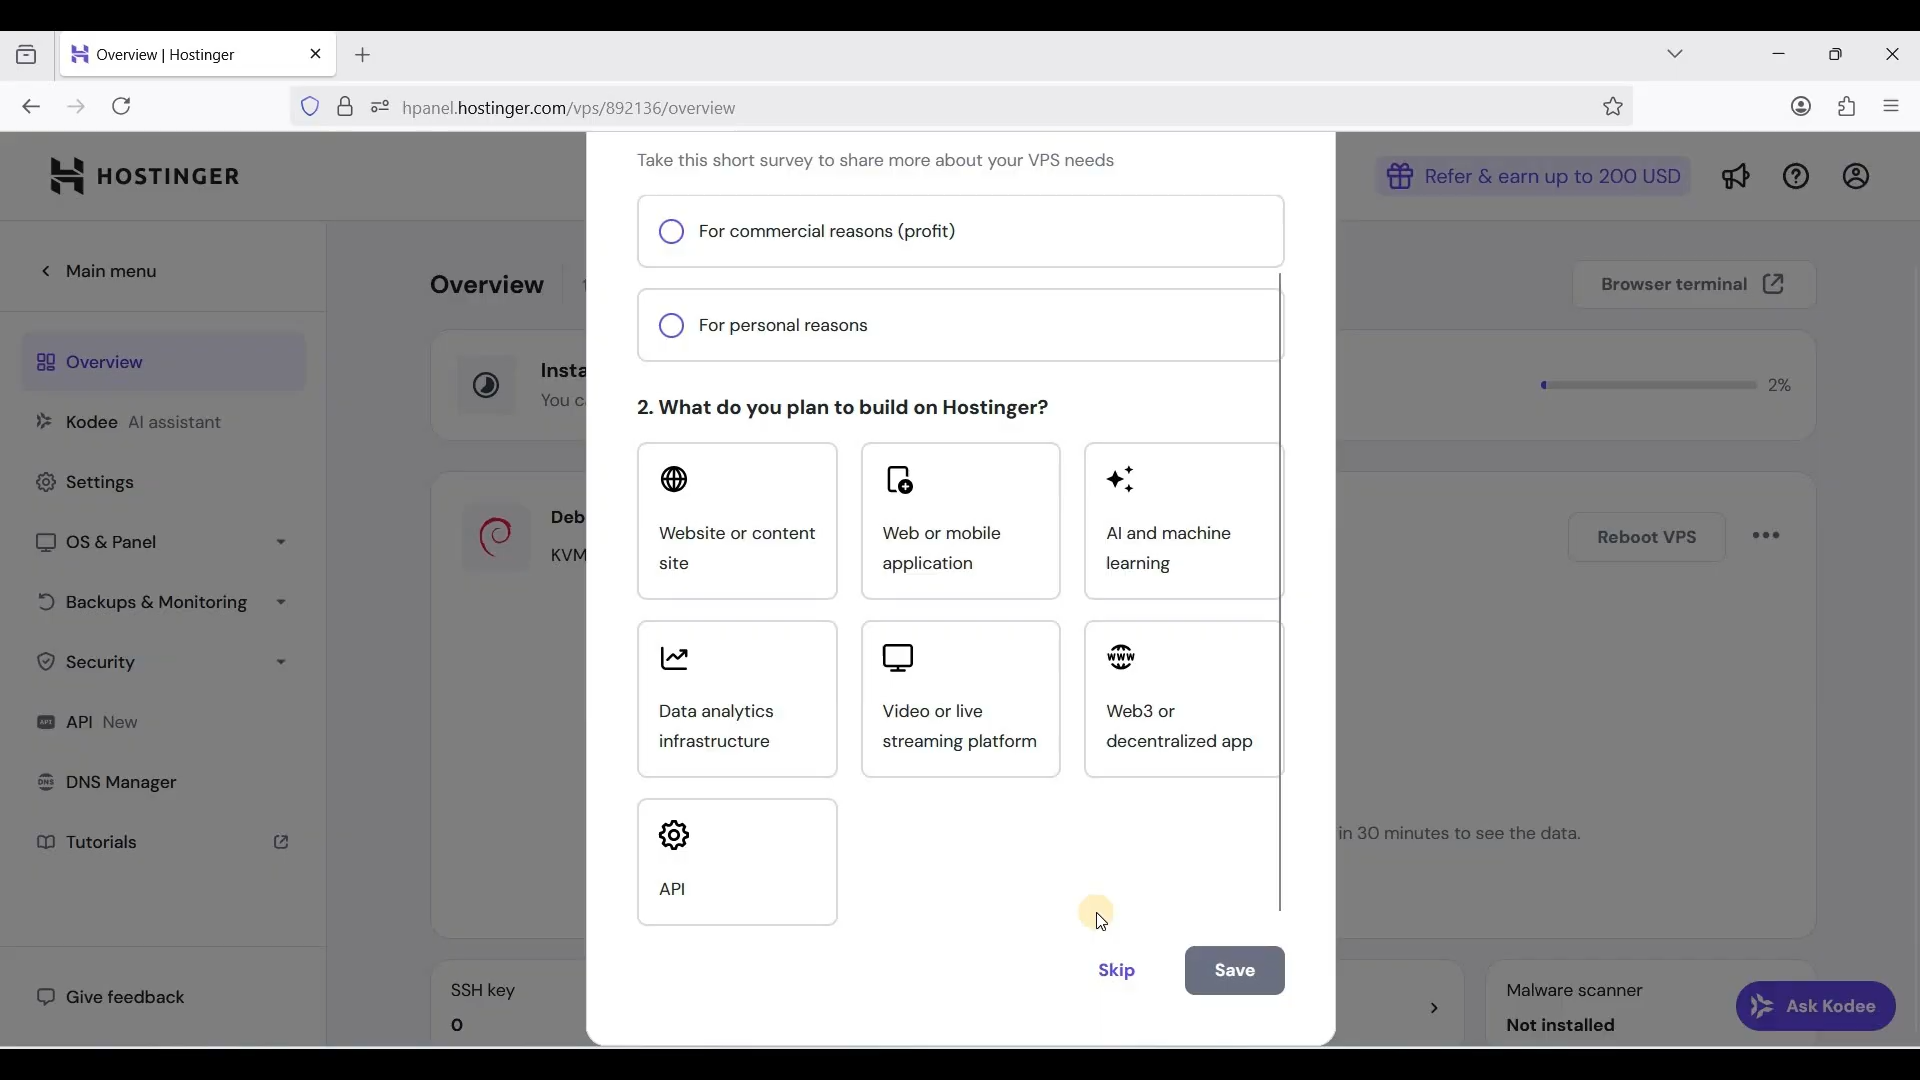 Overview | Hostinger
hpanel.hostinger.com/vps/892136/overview
HOSTINGER
Refer & earn up to 200 USD
Main menu
Overview
Kodee AI assistant
Settings
OS & Panel
Backups & Monitoring
Security
API New
DNS Manager
Tutorials
Give feedback
Overview
Browser terminal
2%
Reboot VPS
KVM
in 30 minutes to see the data.
SSH key
0
Malware scanner
Not installed
Ask Kodee
Take this short survey to share more about your VPS needs
For commercial reasons (profit)
For personal reasons
2. What do you plan to build on Hostinger?
Website or content
site
Web or mobile
application
AI and machine
learning
Data analytics
infrastructure
Video or live
streaming platform
WWW
Web3 or
decentralized app
API
Skip
Save